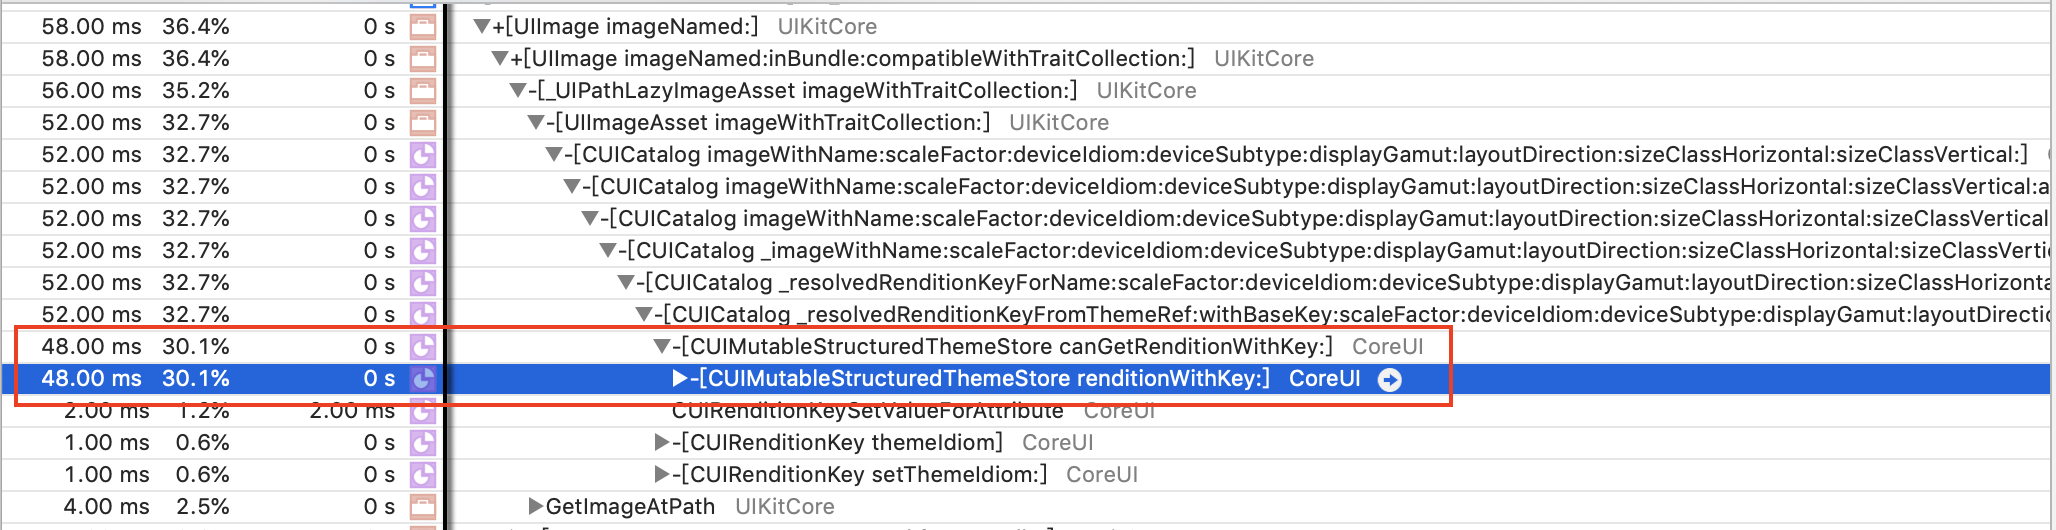 58.00 ms 36.4% 0 s +[UIImage imageNamed:] UIKitCore
58.00 ms 36.4% 0 s +[UIImage imageNamed:inBundle:compatibleWithTraitCollection:] UIKitCore
56.00 ms 35.2% 0 s -[_UIPathLazyImageAsset imageWithTraitCollection:] UIKitCore
52.00 ms 32.7% 0 s -[UIImageAsset imageWithTraitCollection:] UIKitCore
52.00 ms 32.7% 0 s -[CUICatalog imageWithName:scaleFactor:deviceIdiom:deviceSubtype:displayGamut:layoutDirection:sizeClassHorizontal:sizeClassVertical:]
52.00 ms 32.7% 0 s -[CUICatalog imageWithName:scaleFactor:deviceIdiom:deviceSubtype:displayGamut:layoutDirection:sizeClassHorizontal:sizeClassVertical:a
52.00 ms 32.7% 0 s -[CUICatalog imageWithName:scaleFactor:deviceIdiom:deviceSubtype:displayGamut:layoutDirection:sizeClassHorizontal:sizeClassVertical
52.00 ms 32.7% 0 s -[CUICatalog _imageWithName:scaleFactor:deviceIdiom:deviceSubtype:displayGamut:layoutDirection:sizeClassHorizontal:sizeClassVerti
52.00 ms 32.7% 0 s -[CUICatalog _resolvedRenditionKeyForName:scaleFactor:deviceIdiom:deviceSubtype:displayGamut:layoutDirection:sizeClassHorizonta
52.00 ms 32.7% 0 s -[CUICatalog _resolvedRenditionKeyFromThemeRef:withBaseKey:scaleFactor:deviceIdiom:deviceSubtype:displayGamut:layoutDirectio
48.00 ms 30.1% 0 s -[CUIMutableStructuredThemeStore canGetRenditionWithKey:] CoreUI
48.00 ms 30.1% 0 s -[CUIMutableStructuredThemeStore renditionWithKey:] CoreUI
2.00 ms 1.2% 2.00 ms CUIRenditionKeySetValueForAttribute CoreUI
1.00 ms 0.6% 0 s -[CUIRenditionKey themeIdiom] CoreUI
1.00 ms 0.6% 0 s -[CUIRenditionKey setThemeIdiom:] CoreUI
4.00 ms 2.5% 0 s GetImageAtPath UIKitCore